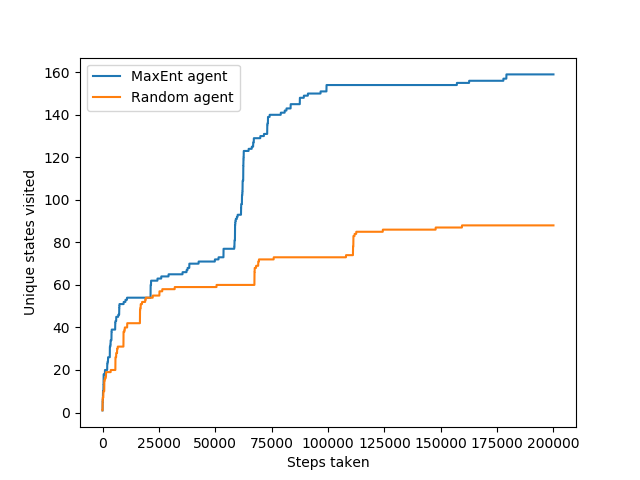 MaxEnt agent
Random agent
160
140
120
100
80
60
40
20
0
Unique states visited
0 25000 50000 75000 100000 125000 150000 175000 200000
Steps taken